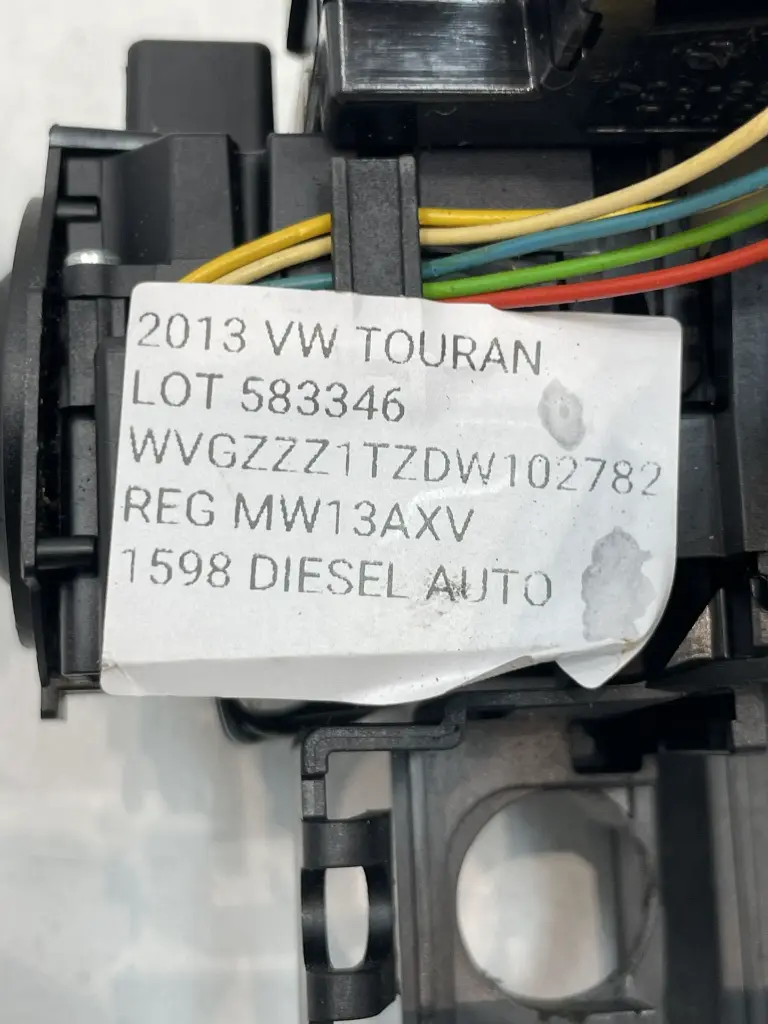 2013 VW TOURAN
LOT 583346
WVGZZZ1TZDW102782
REG MW13AXV
1598 DIESEL AUTO